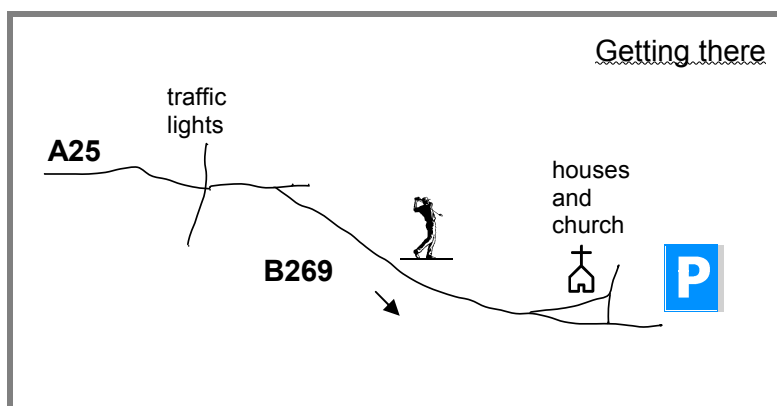 Getting there
traffic
lights
A25
houses
and
church
B269
P